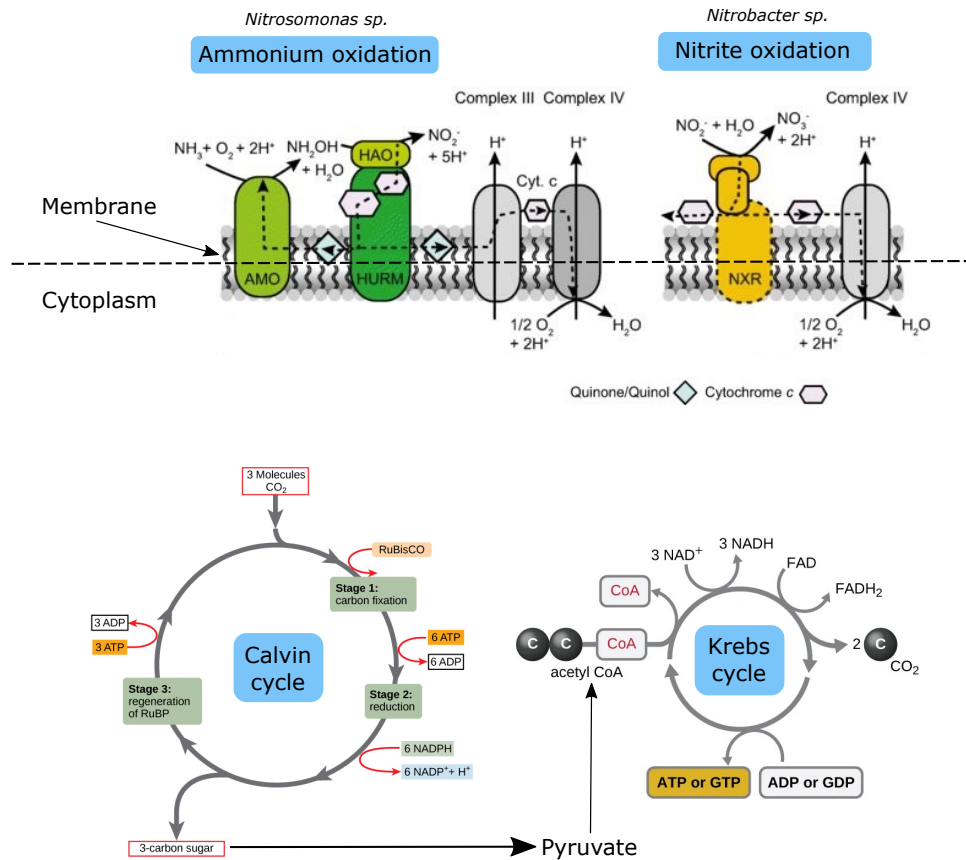 Nitrosomonas sp.
Ammonium oxidation
Nitrobacter sp.
Nitrite oxidation
Complex III
Complex IV
Complex IV
NH₃+ O₂ + 2H⁺
NH₂OH
+ H₂O
HAO
NO₂⁻
+ 5H⁺
H⁺
H⁺
Cyt. c
NO₂⁻ + H₂O
NO₃⁻
+ 2H⁺
H⁺
Membrane
Cytoplasm
AMO
HURM
NXR
1/2 O₂
+ 2H⁺
H₂O
1/2 O₂
+ 2H⁺
H₂O
Quinone/Quinol
Cytochrome c
3 Molecules
CO₂
RuBisCO
Stage 1:
carbon fixation
6 ATP
6 ADP
Stage 2:
reduction
6 NADPH
6 NADP⁺+ H⁺
3 ADP
3 ATP
Stage 3:
regeneration
of RuBP
Calvin
cycle
3-carbon sugar
Pyruvate
C
C
CoA
acetyl CoA
CoA
3 NAD⁺
3 NADH
FAD
FADH₂
2 C
CO₂
Krebs
cycle
ATP or GTP
ADP or GDP